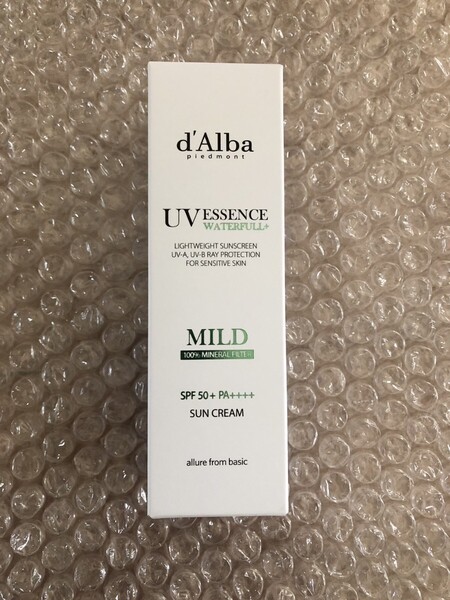 d'Alba
piedmont
UV ESSENCE
WATERFULL+
LIGHTWEIGHT SUNSCREEN
UV-A, UV-B RAY PROTECTION
FOR SENSITIVE SKIN
MILD
100% MINERAL FILTER
SPF 50+ PA++++
SUN CREAM
allure from basic